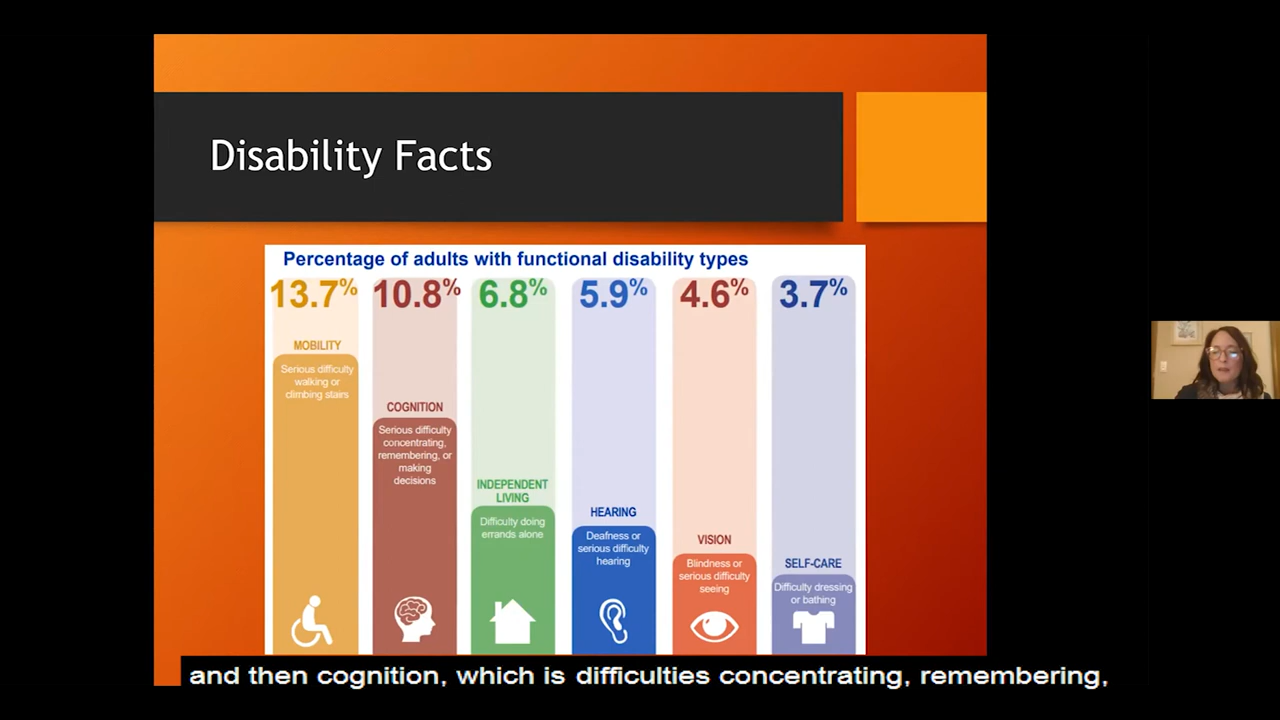 Disability Facts
Percentage of adults with functional disability types
13.7%
MOBILITY
Serious difficulty
walking or
climbing stairs
10.8%
COGNITION
Serious difficulty
concentrating,
remembering, or
making
decisions
6.8%
INDEPENDENT
LIVING
Difficulty doing
errands alone
5.9%
HEARING
Deafness or
serious difficulty
hearing
4.6%
VISION
Blindness or
serious difficulty
seeing
3.7%
SELF-CARE
Difficulty dressing
or bathing
and then cognition, which is difficulties concentrating, remembering,